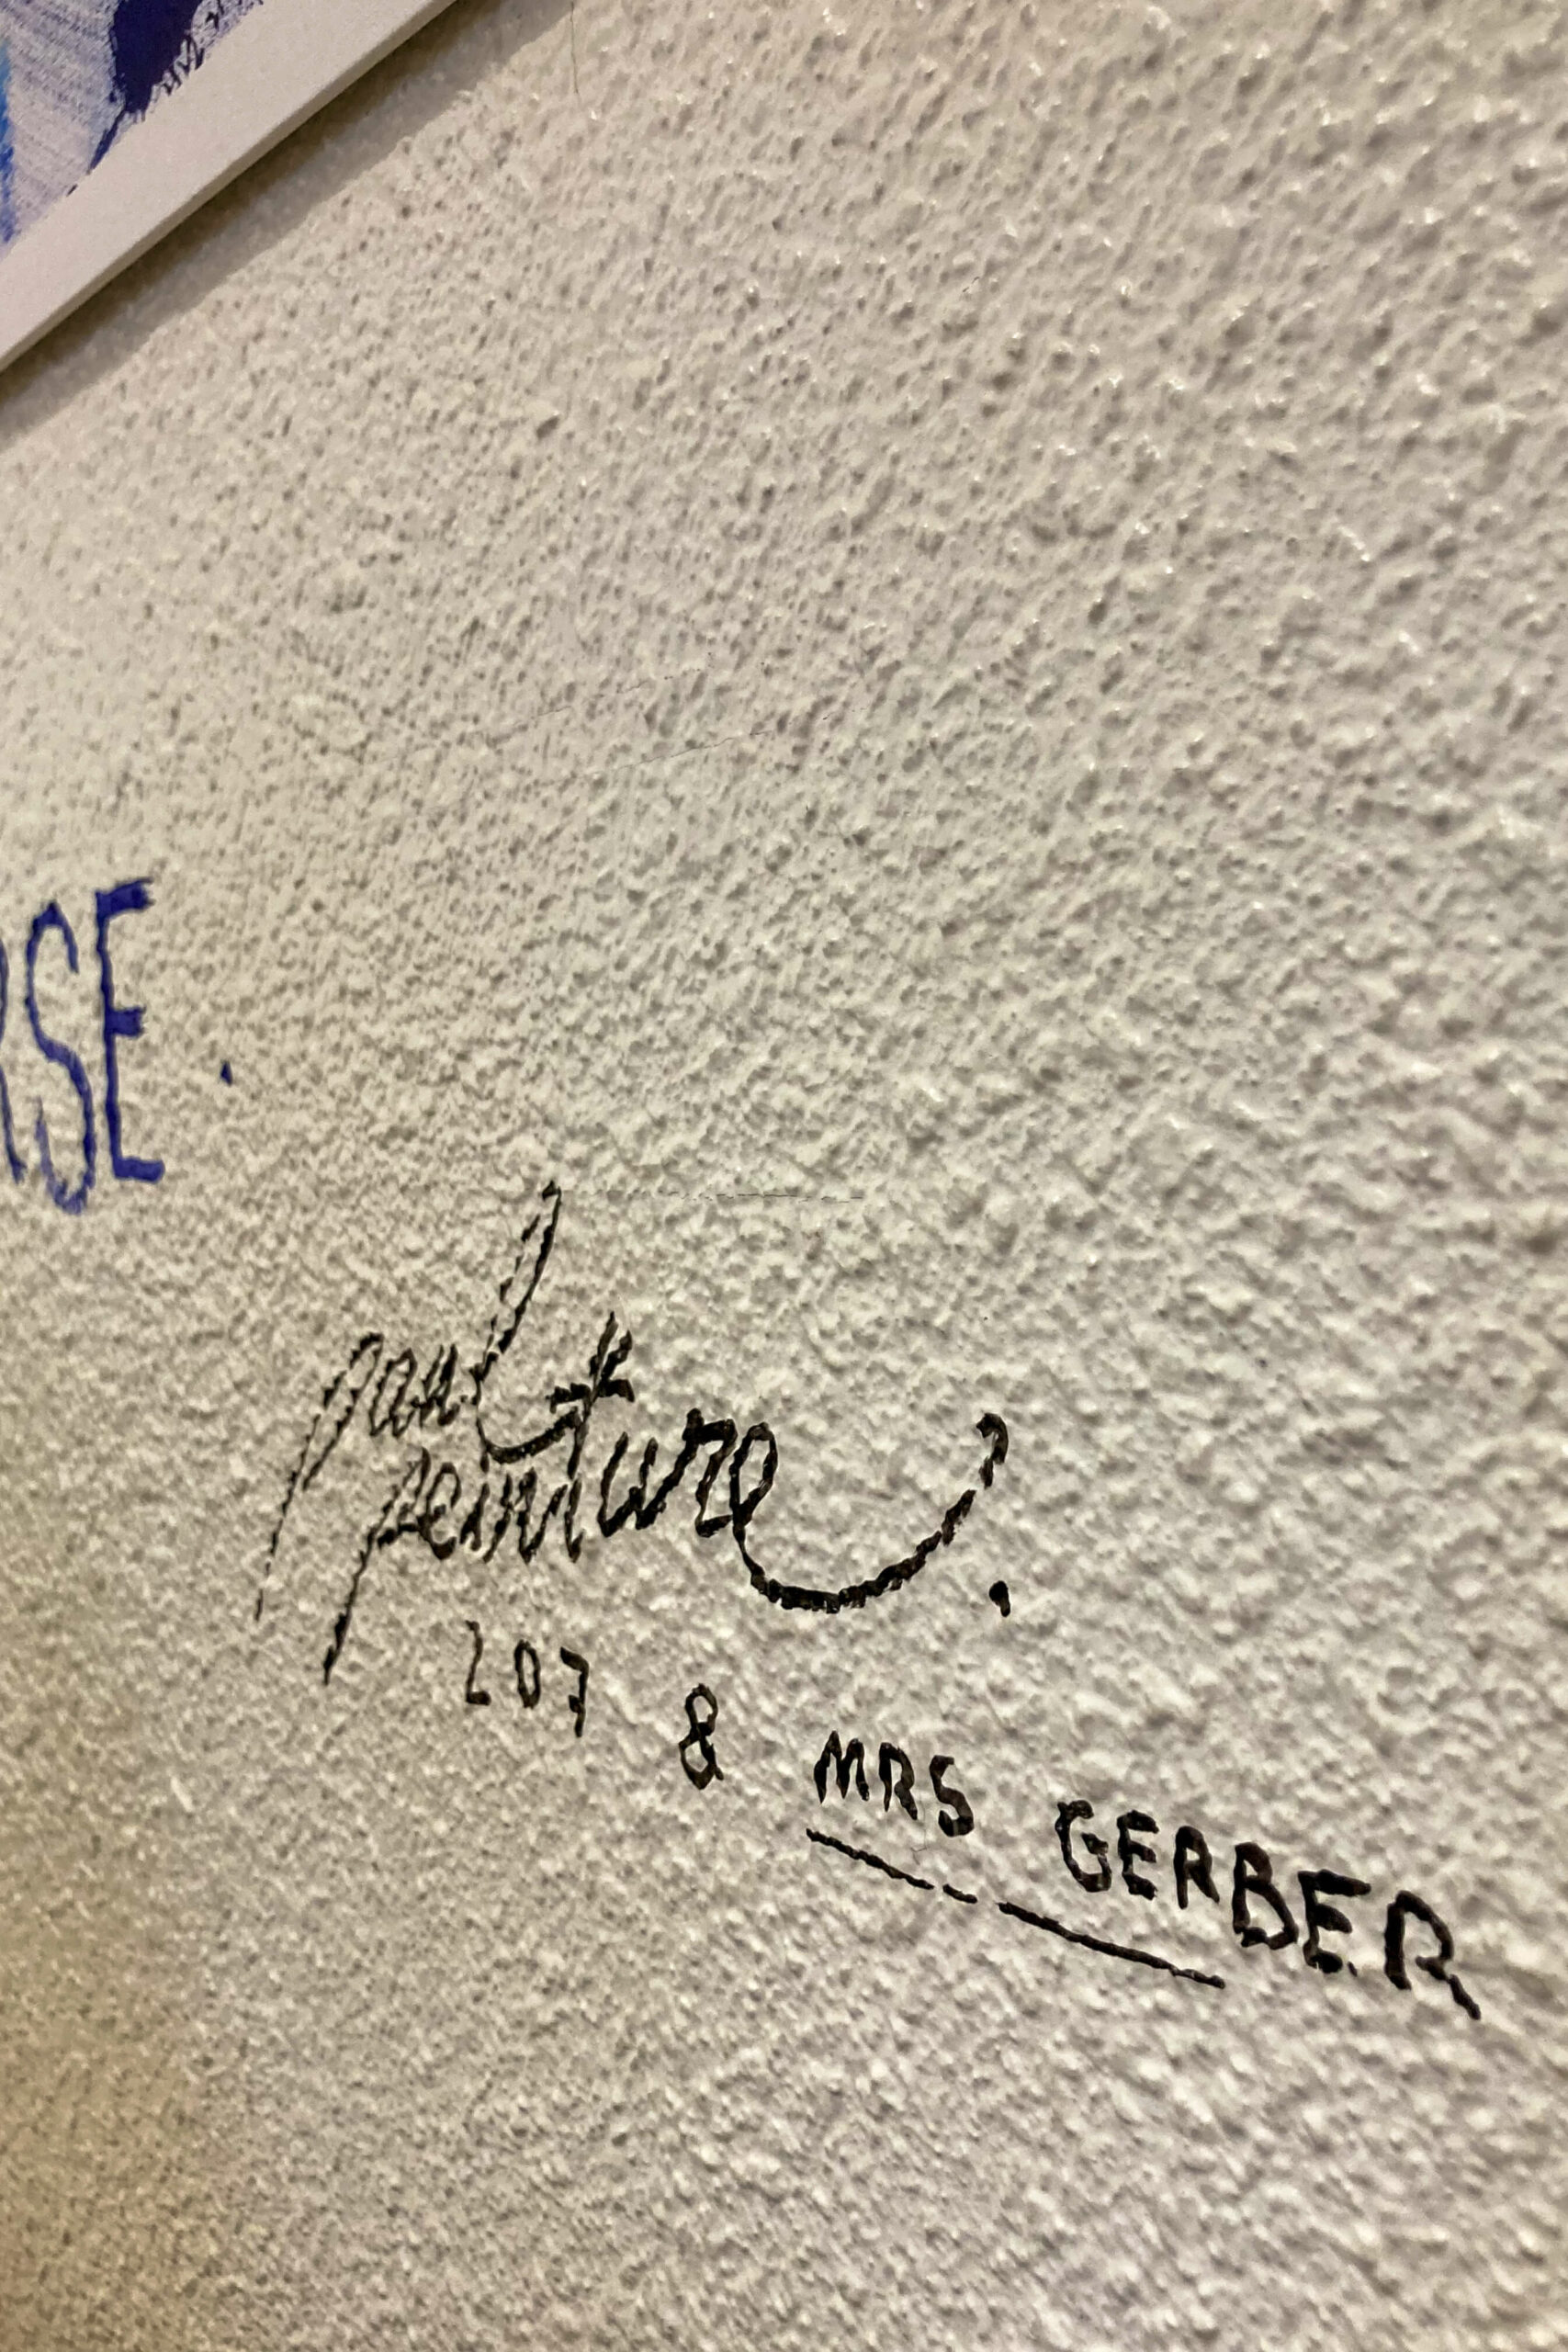 RSE.
paul
peinture.
207 & MRS GERBER